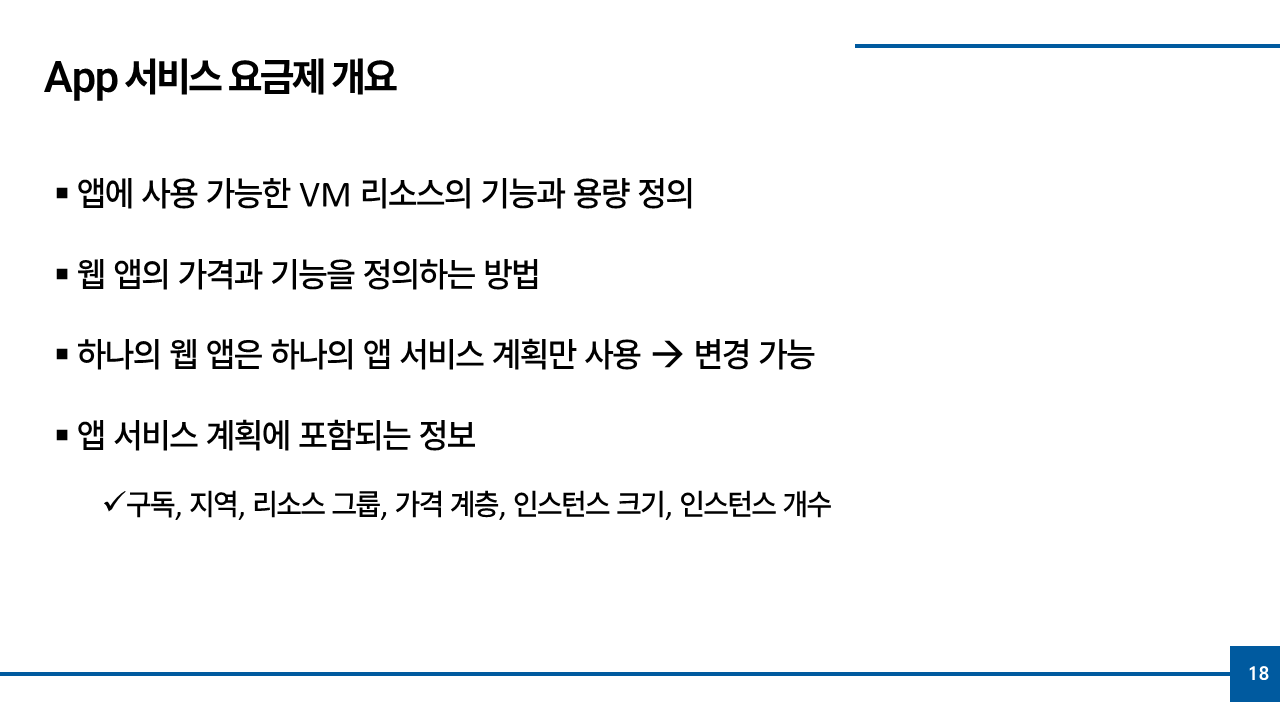 App 서비스 요금제 개요
▪ 앱에 사용 가능한 VM 리소스의 기능과 용량 정의
▪ 웹 앱의 가격과 기능을 정의하는 방법
▪ 하나의 웹 앱은 하나의 앱 서비스 계획만 사용 → 변경 가능
▪ 앱 서비스 계획에 포함되는 정보
✓구독, 지역, 리소스 그룹, 가격 계층, 인스턴스 크기, 인스턴스 개수
18